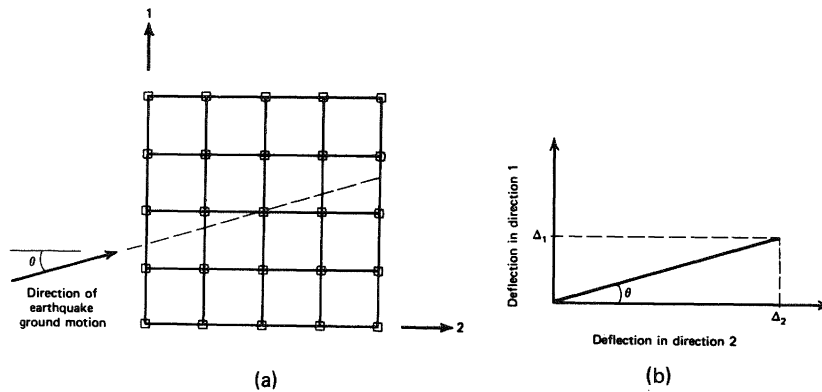 1
θ
Direction of
earthquake
ground motion
2
(a)
Deflection in direction 1
Δ₁
θ
Δ₂
Deflection in direction 2
(b)